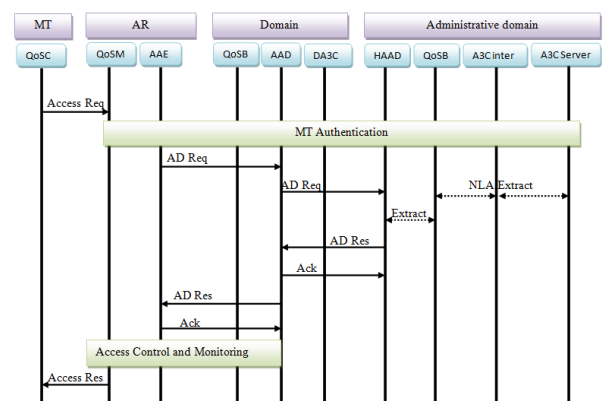 MT AR Domain Administrative domain
QoSC QoSM AAE QoSB AAD DA3C HAAD QoSB A3C inter A3C Server
Access Req
MT Authentication
AD Req
AD Req NLA Extract
Extract
AD Res
Ack
AD Res
Ack
Access Control and Monitoring
Access Res